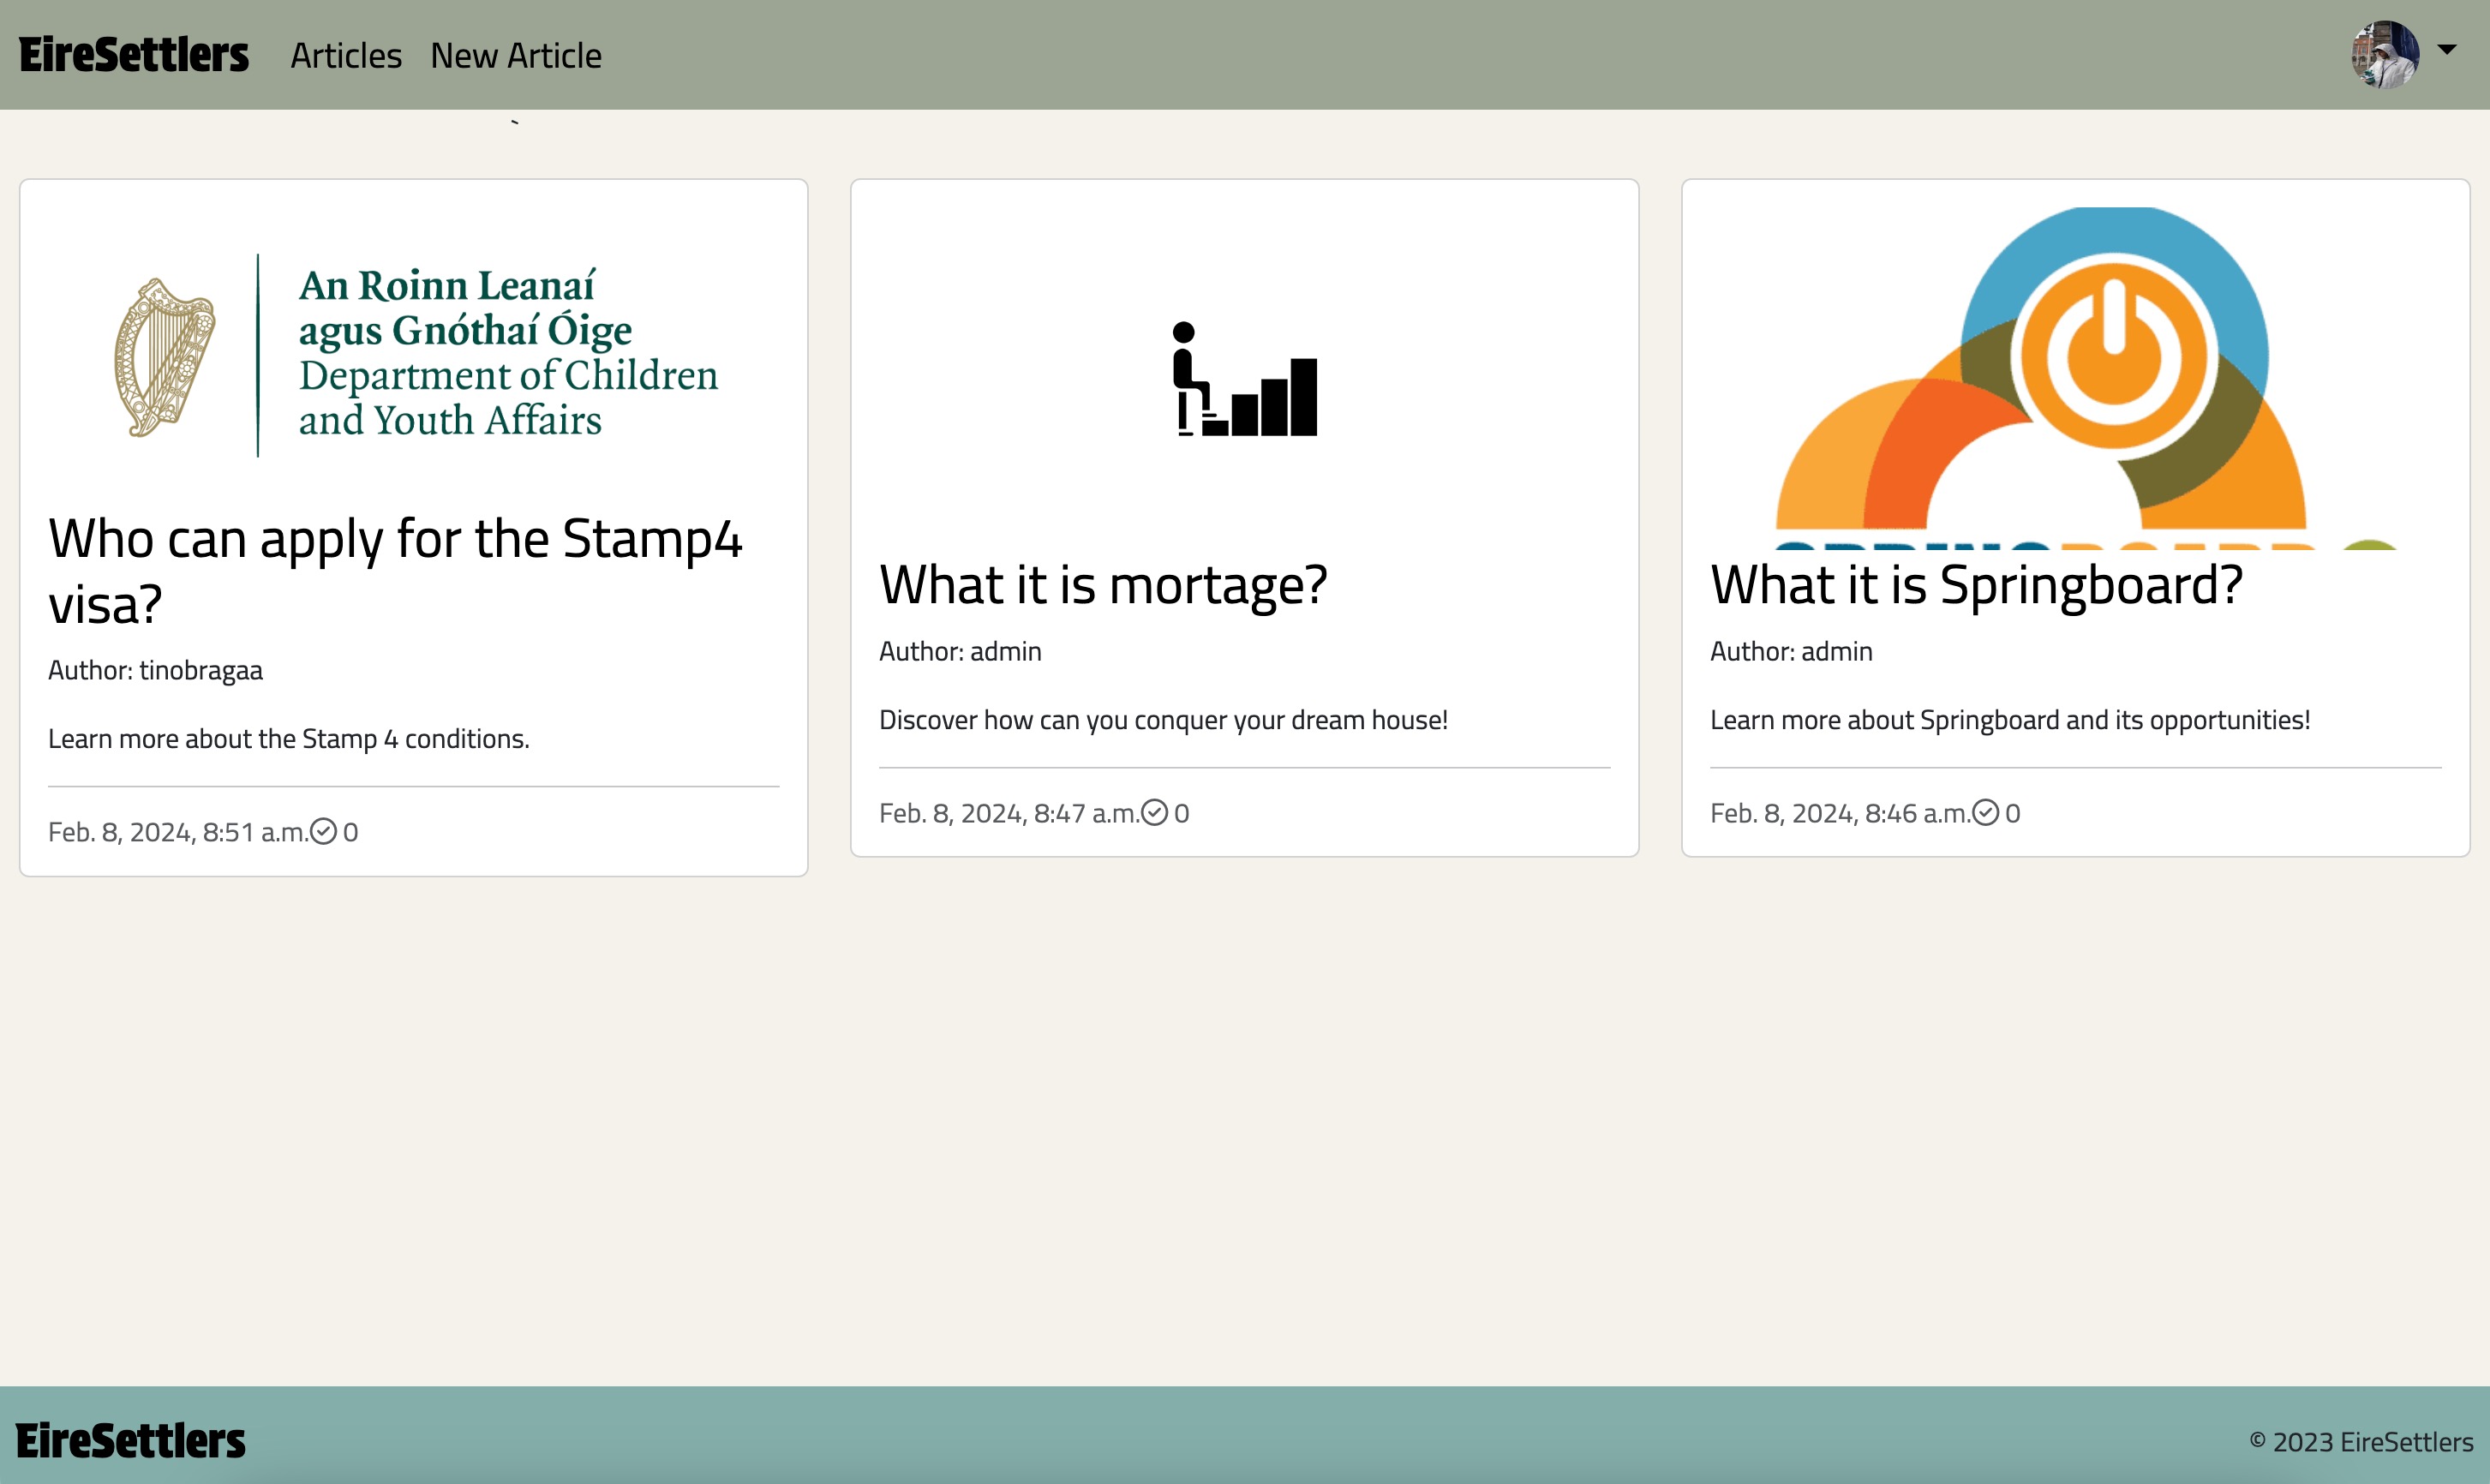 EireSettlers Articles New Article
An Roinn Leanaí
agus Gnóthaí Óige
Department of Children
and Youth Affairs
Who can apply for the Stamp4
visa?
Author: tinobragaa
Learn more about the Stamp 4 conditions.
Feb. 8, 2024, 8:51 a.m. 0
What it is mortage?
Author: admin
Discover how can you conquer your dream house!
Feb. 8, 2024, 8:47 a.m. 0
What it is Springboard?
Author: admin
Learn more about Springboard and its opportunities!
Feb. 8, 2024, 8:46 a.m. 0
EireSettlers
© 2023 EireSettlers